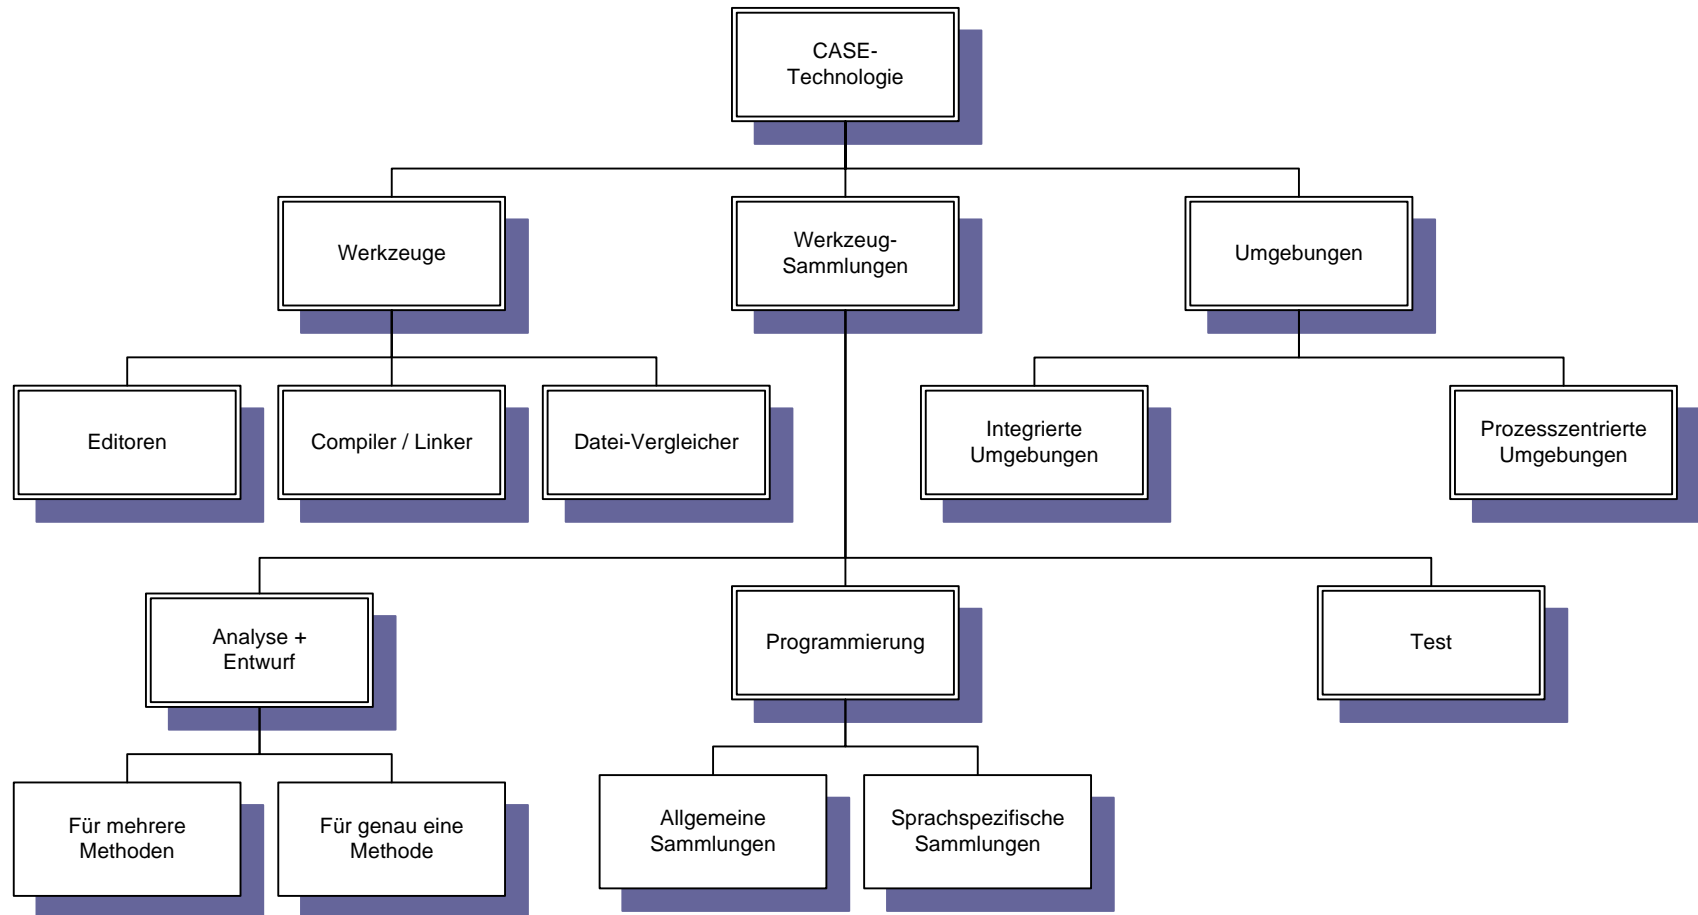 CASE-
Technologie
Werkzeuge
Werkzeug-
Sammlungen
Umgebungen
Editoren
Compiler / Linker
Datei-Vergleicher
Integrierte
Umgebungen
Prozesszentrierte
Umgebungen
Analyse +
Entwurf
Programmierung
Test
Für mehrere
Methoden
Für genau eine
Methode
Allgemeine
Sammlungen
Sprachspezifische
Sammlungen